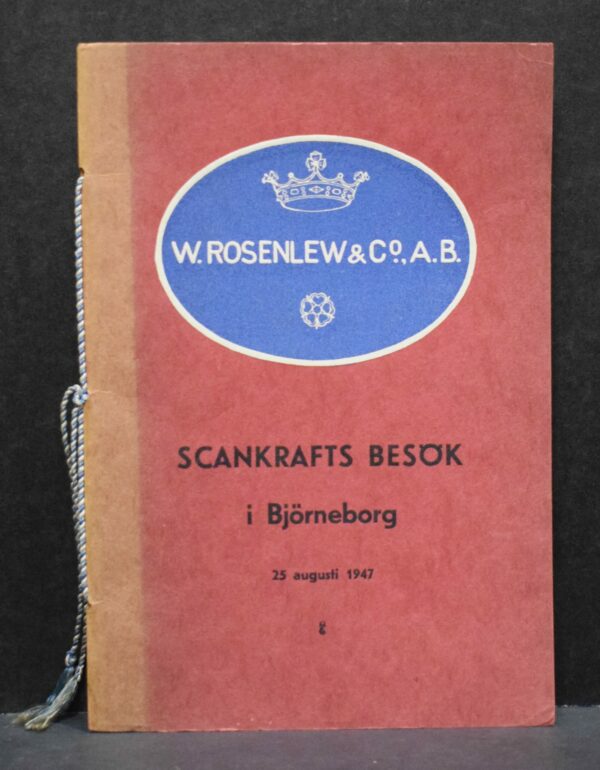 W. ROSENLEW & Co., A.B.
SCANKRAFTS BESÖK
i Björneborg
25 augusti 1947